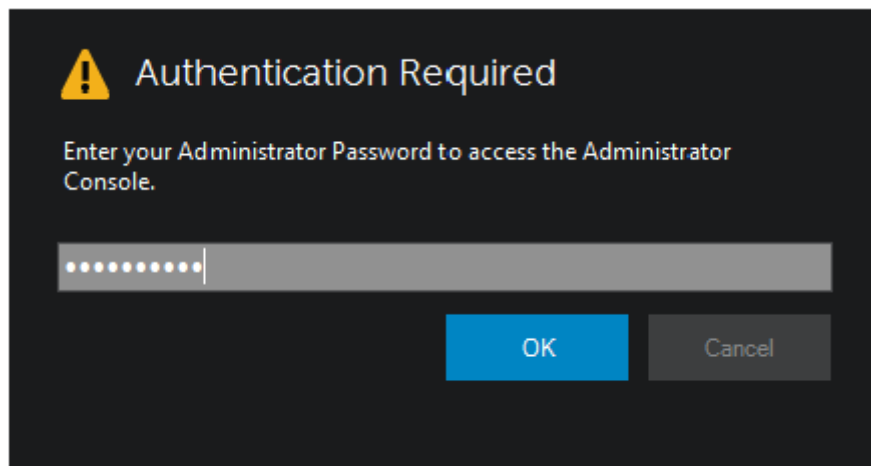 Authentication Required
Enter your Administrator Password to access the Administrator
Console.
••••••••••
OK
Cancel